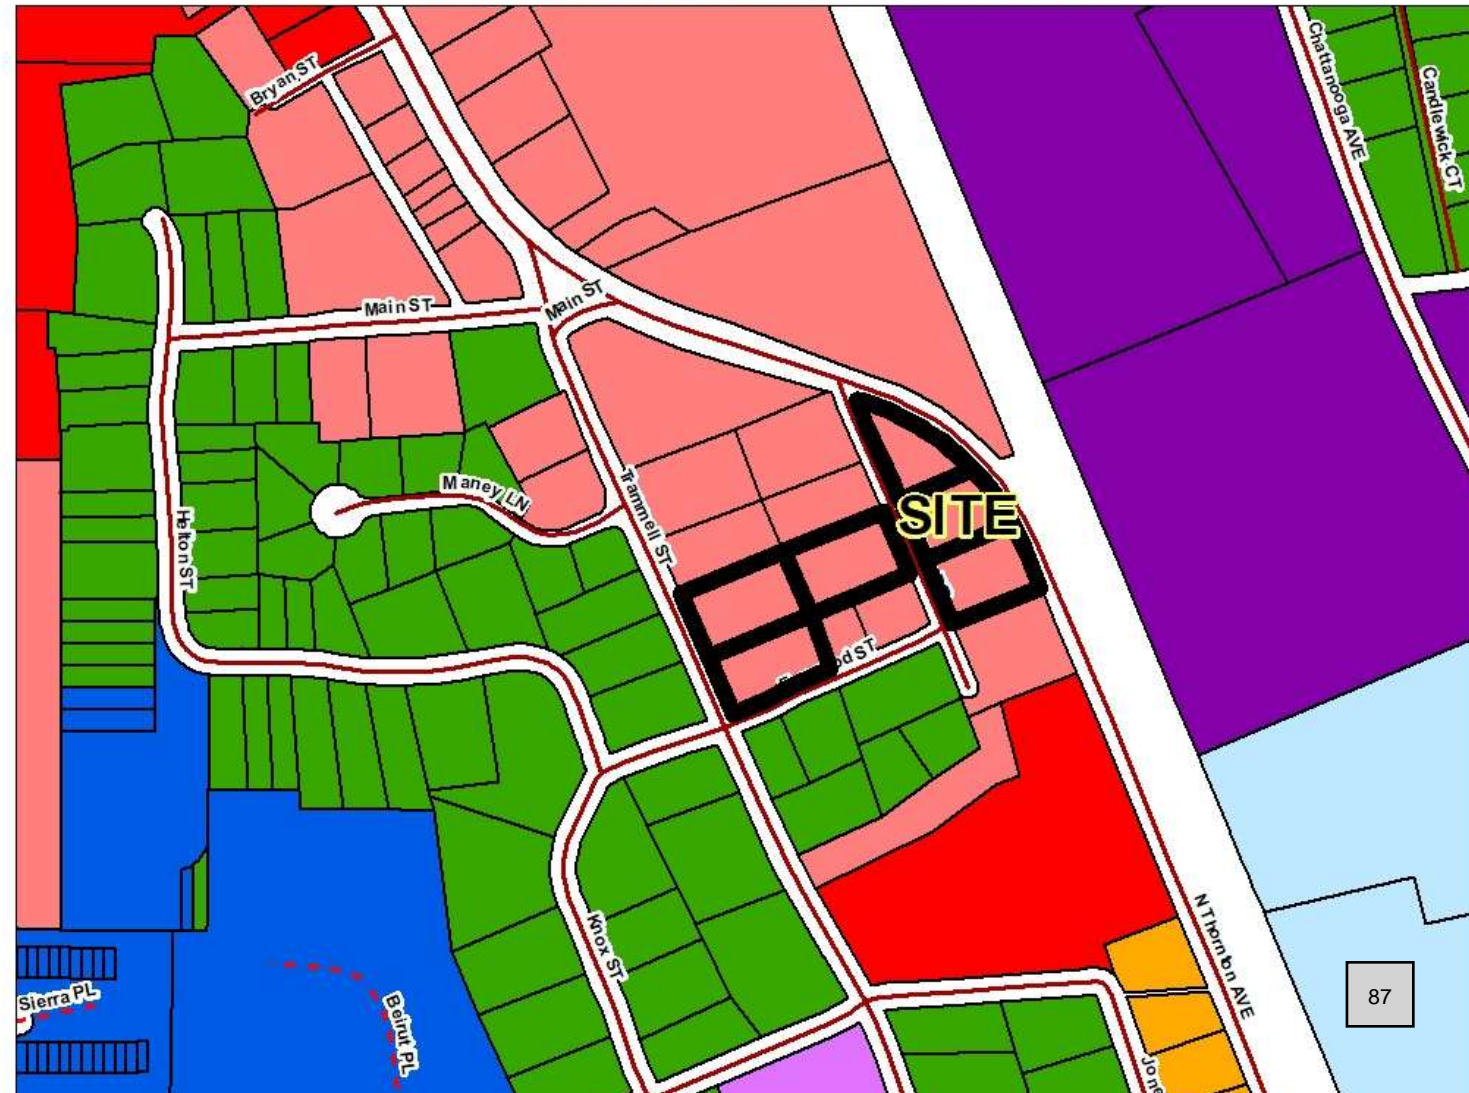 Bryan ST
Chattanooga AVE
Candlewick CT
Main ST
Main ST
Maney LN
Trammell ST
SITE
Helton ST
ST
N Thornton AVE
Knox ST
Sierra PL
Beirut PL
87